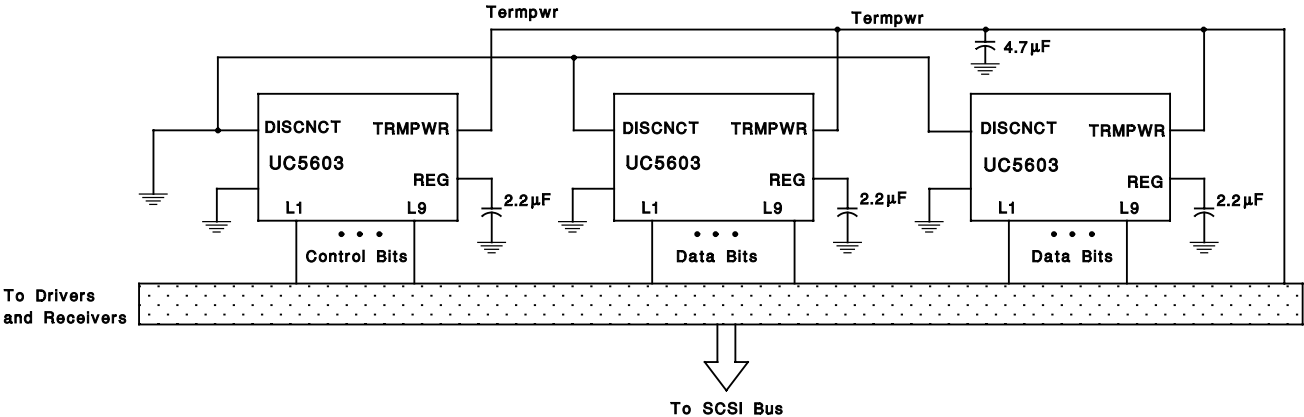 Termpwr
Termpwr
4.7µF
DISCNCT TRMPWR
UC5603
REG
L1 L9
2.2µF
Control Bits
DISCNCT TRMPWR
UC5603
REG
L1 L9
2.2µF
Data Bits
DISCNCT TRMPWR
UC5603
REG
L1 L9
2.2µF
Data Bits
To Drivers
and Receivers
To SCSI Bus